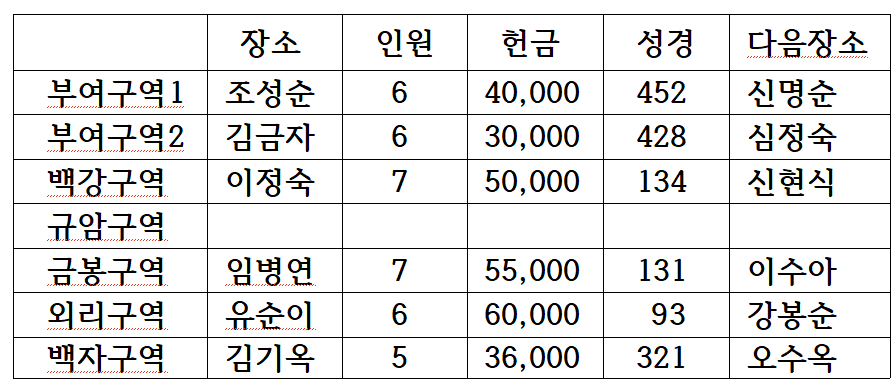 장소 인원 헌금 성경 다음장소
부여구역1 조성순 6 40,000 452 신명순
부여구역2 김금자 6 30,000 428 심정숙
백강구역 이정숙 7 50,000 134 신현식
규암구역
금봉구역 임병연 7 55,000 131 이수아
외리구역 유순이 6 60,000 93 강봉순
백자구역 김기옥 5 36,000 321 오수옥